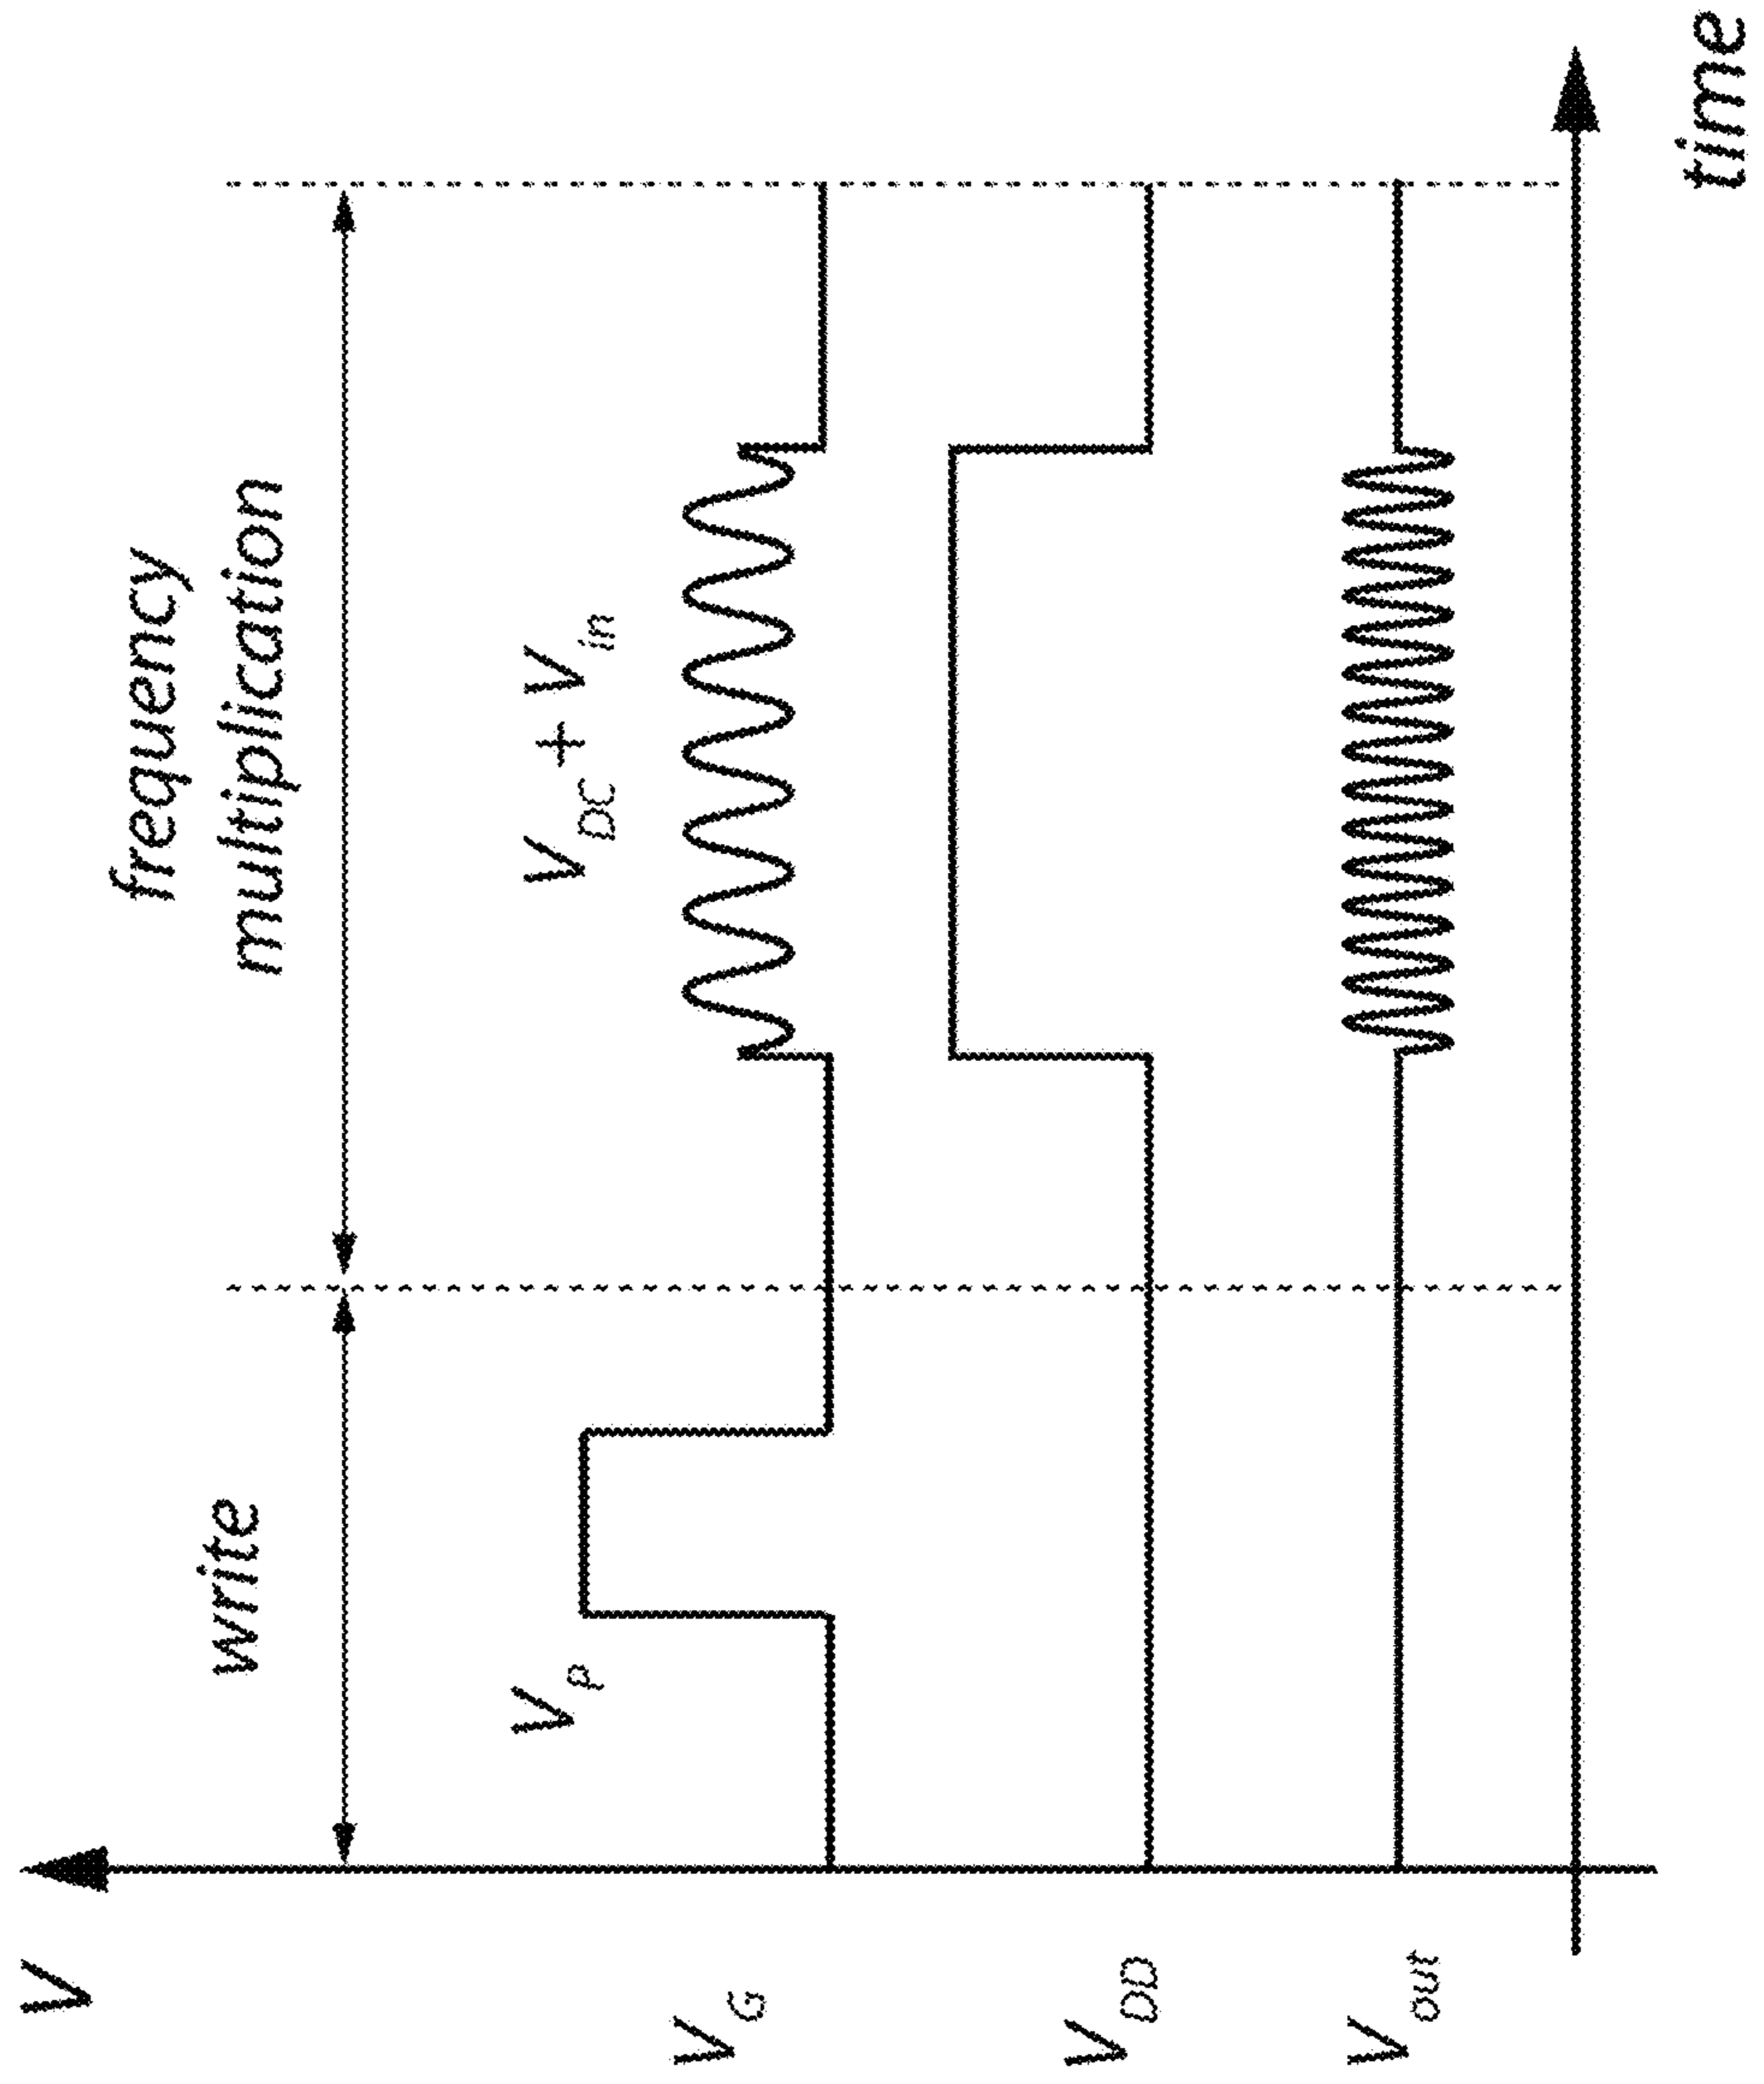 V
write
frequency
multiplication
V_p
V_DC + V_in
V_G
V_DD
V_out
time